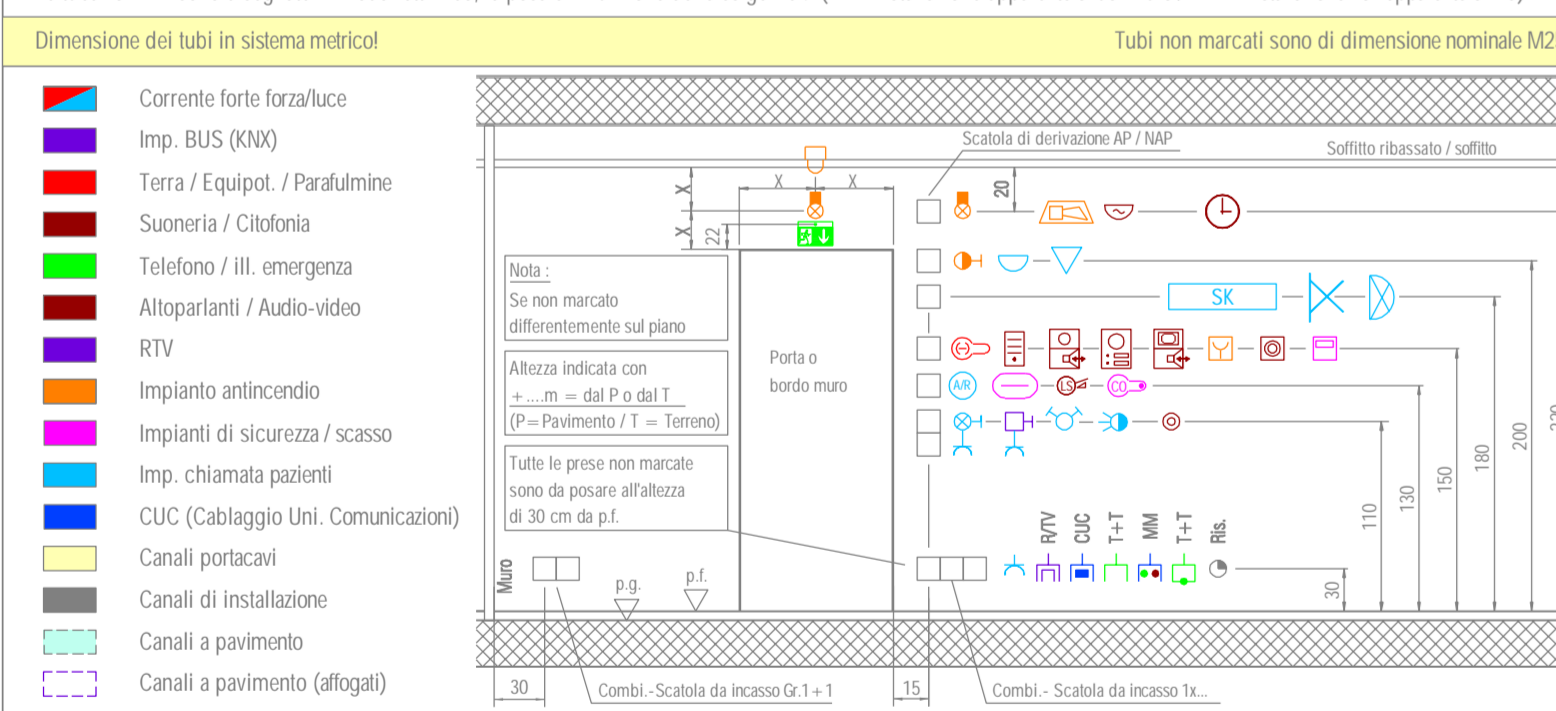 Dimensione dei tubi in sistema metrico!
Tubi non marcati sono di dimensione nominale M2
Corrente forte forza/luce
Imp. BUS (KNX)
Terra / Equipot. / Parafulmine
Suoneria / Citofonia
Telefono / ill. emergenza
Altoparlanti / Audio-video
RTV
Impianto antincendio
Impianti di sicurezza / scasso
Imp. chiamata pazienti
CUC (Cablaggio Uni. Comunicazioni)
Canali portacavi
Canali di installazione
Canali a pavimento
Canali a pavimento (affogati)
Scatola di derivazione AP / NAP
Soffitto ribassato / soffitto
X
X
X
X
22
20
Nota :
Se non marcato
differentemente sul piano
Altezza indicata con
+ ....m = dal P o dal T
(P=Pavimento / T = Terreno)
Tutte le prese non marcate
sono da posare all'altezza
di 30 cm da p.f.
Porta o
bordo muro
SK
A/R
LS
CO
R/TV
CUC
T+T
MM
T+T
Ris.
Muro
p.g.
p.f.
30
110
130
150
180
200
30
Combi.-Scatola da incasso Gr.1+1
15
Combi.- Scatola da incasso 1x...